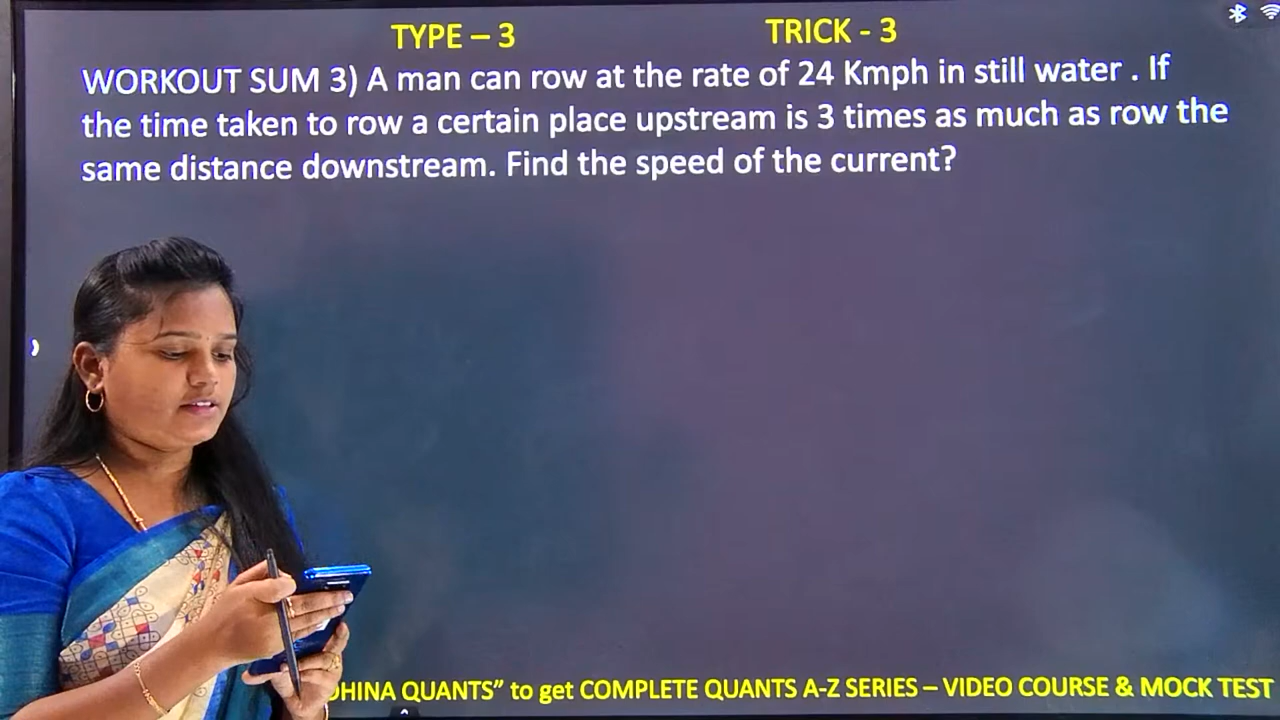 TYPE – 3 TRICK - 3
WORKOUT SUM 3) A man can row at the rate of 24 Kmph in still water . If
the time taken to row a certain place upstream is 3 times as much as row the
same distance downstream. Find the speed of the current?
QUANTS” to get COMPLETE QUANTS A-Z SERIES – VIDEO COURSE & MOCK TEST